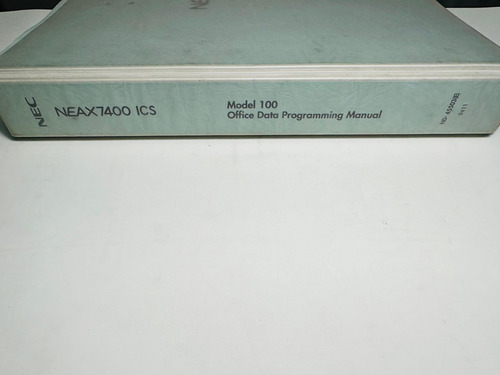 NEC
NEAX7400 ICS
Model 100
Office Data Programming Manual